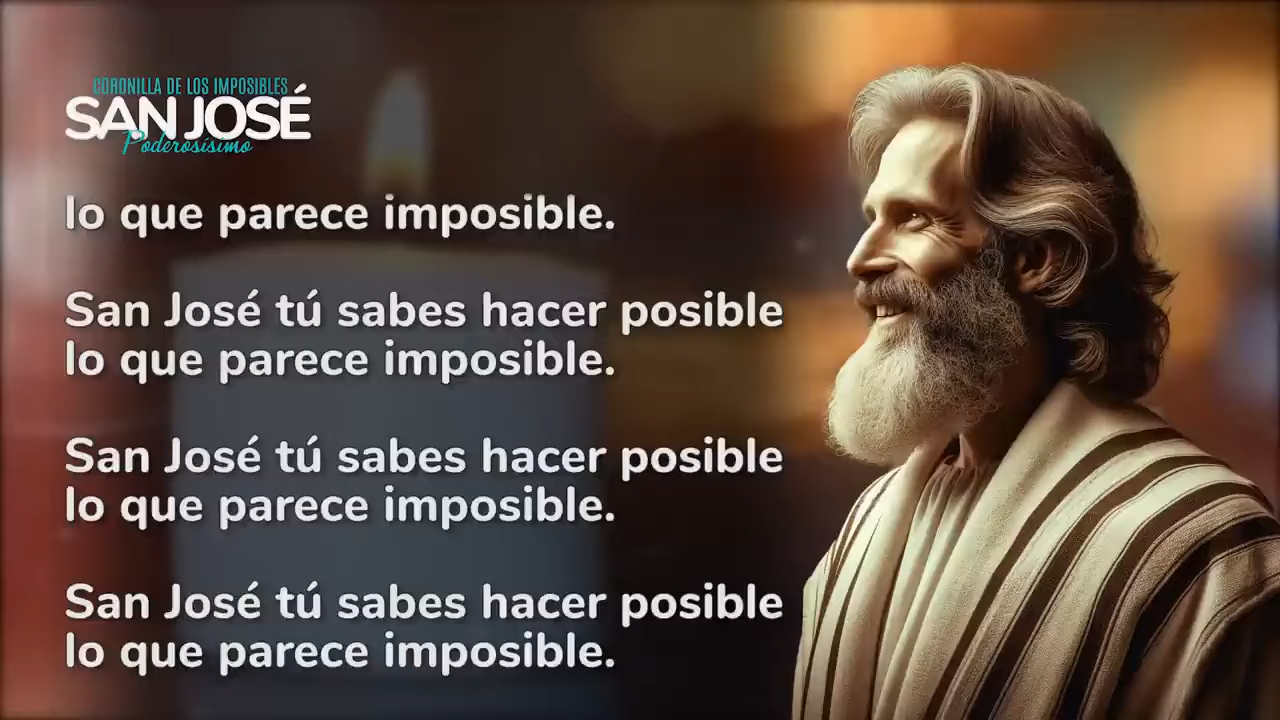 CORONILLA DE LOS IMPOSIBLES
SAN JOSÉ
Poderosísimo
lo que parece imposible.
San José tú sabes hacer posible
lo que parece imposible.
San José tú sabes hacer posible
lo que parece imposible.
San José tú sabes hacer posible
lo que parece imposible.